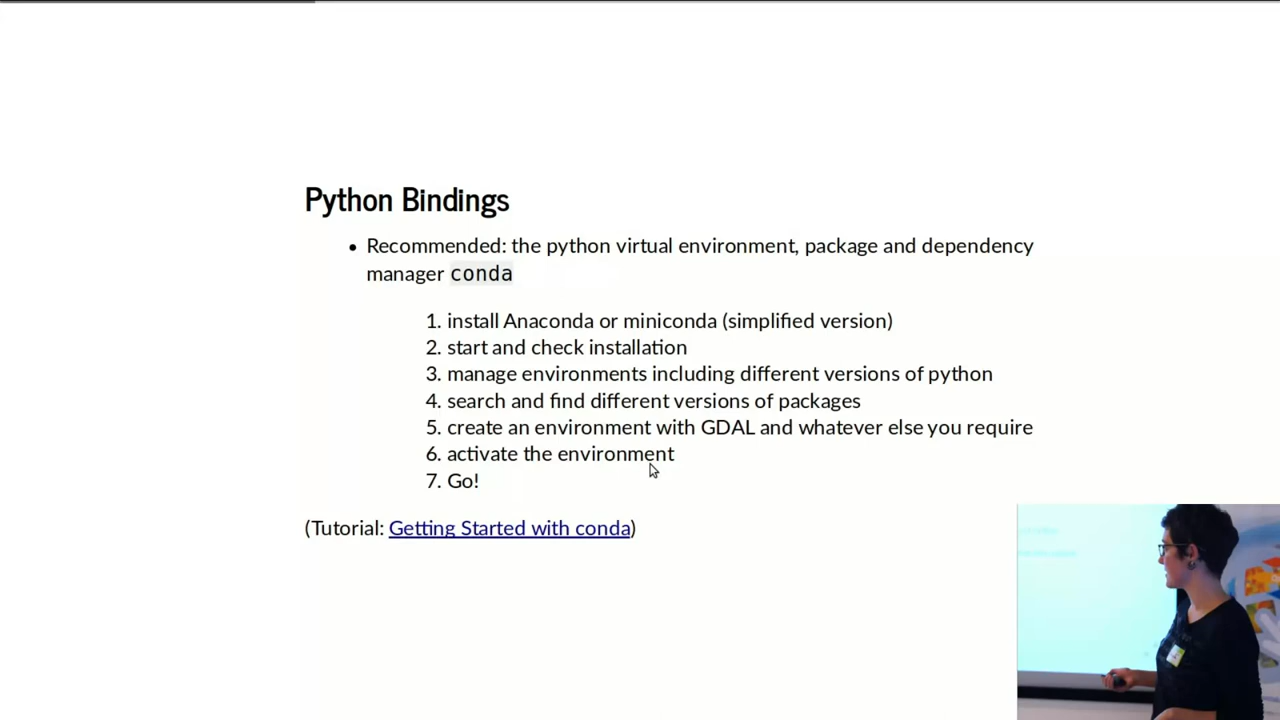 Python Bindings
• Recommended: the python virtual environment, package and dependency
manager conda
1. install Anaconda or miniconda (simplified version)
2. start and check installation
3. manage environments including different versions of python
4. search and find different versions of packages
5. create an environment with GDAL and whatever else you require
6. activate the environment
7. Go!
(Tutorial: Getting Started with conda)